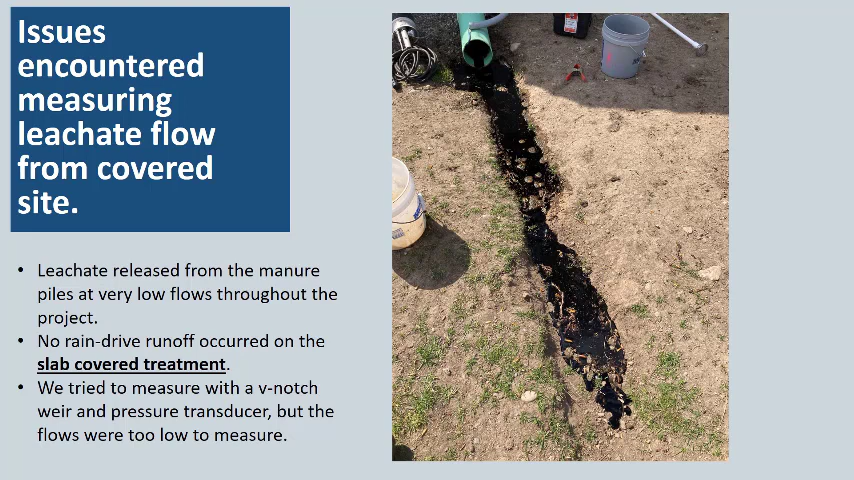 Issues
encountered
measuring
leachate flow
from covered
site.
• Leachate released from the manure
piles at very low flows throughout the
project.
• No rain-drive runoff occurred on the
slab covered treatment.
• We tried to measure with a v-notch
weir and pressure transducer, but the
flows were too low to measure.